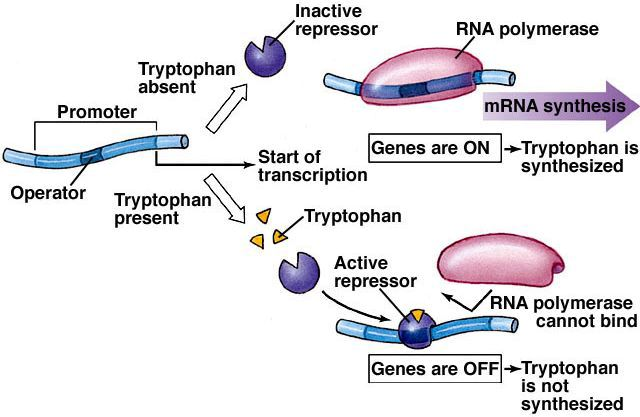 Inactive
repressor
RNA polymerase
Tryptophan
absent
mRNA synthesis
Promoter
Genes are ON
Tryptophan is
synthesized
Start of
transcription
Operator
Tryptophan
present
Tryptophan
Active
repressor
RNA polymerase
cannot bind
Genes are OFF
Tryptophan
is not
synthesized